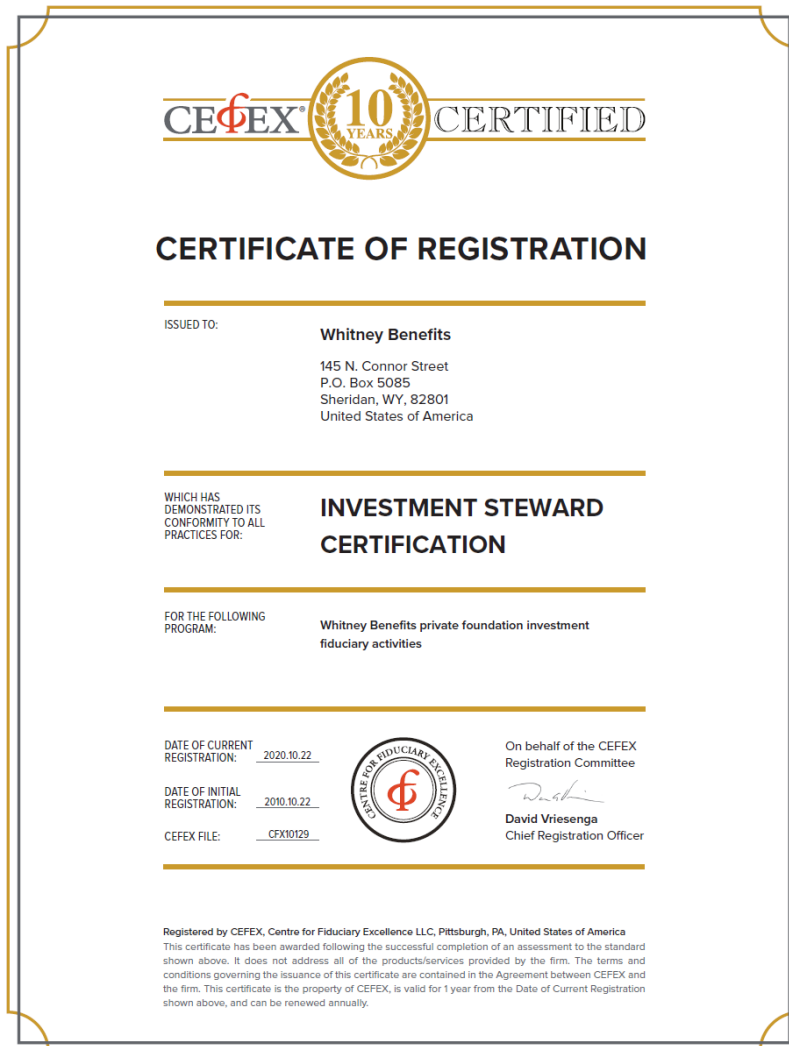 CEFEX® 10 YEARS CERTIFIED
CERTIFICATE OF REGISTRATION
ISSUED TO:
Whitney Benefits
145 N. Connor Street
P.O. Box 5085
Sheridan, WY, 82801
United States of America
WHICH HAS
DEMONSTRATED ITS
CONFORMITY TO ALL
PRACTICES FOR:
INVESTMENT STEWARD
CERTIFICATION
FOR THE FOLLOWING
PROGRAM:
Whitney Benefits private foundation investment
fiduciary activities
DATE OF CURRENT
REGISTRATION: 2020.10.22
DATE OF INITIAL
REGISTRATION: 2010.10.22
CEFEX FILE: CFX10129
CENTRE FOR FIDUCIARY EXCELLENCE
On behalf of the CEFEX
Registration Committee
David Vriesenga
Chief Registration Officer
Registered by CEFEX, Centre for Fiduciary Excellence LLC, Pittsburgh, PA, United States of America
This certificate has been awarded following the successful completion of an assessment to the standard
shown above. It does not address all of the products/services provided by the firm. The terms and
conditions governing the issuance of this certificate are contained in the Agreement between CEFEX and
the firm. This certificate is the property of CEFEX, is valid for 1 year from the Date of Current Registration
shown above, and can be renewed annually.